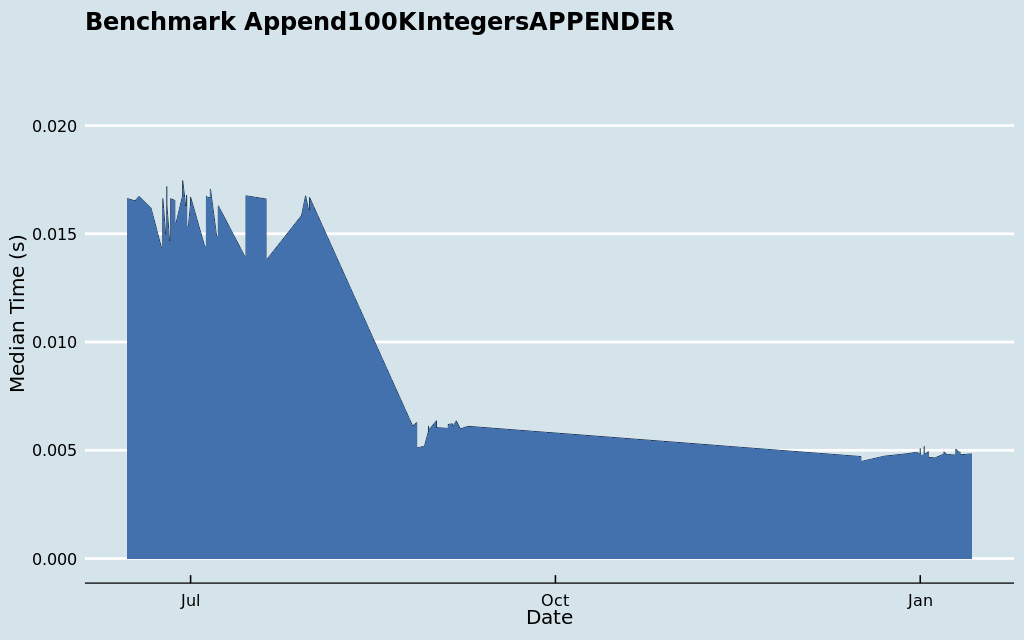 Benchmark Append100KIntegersAPPENDER
0.020
0.015
0.010
0.005
0.000
Median Time (s)
Jul
Oct
Jan
Date